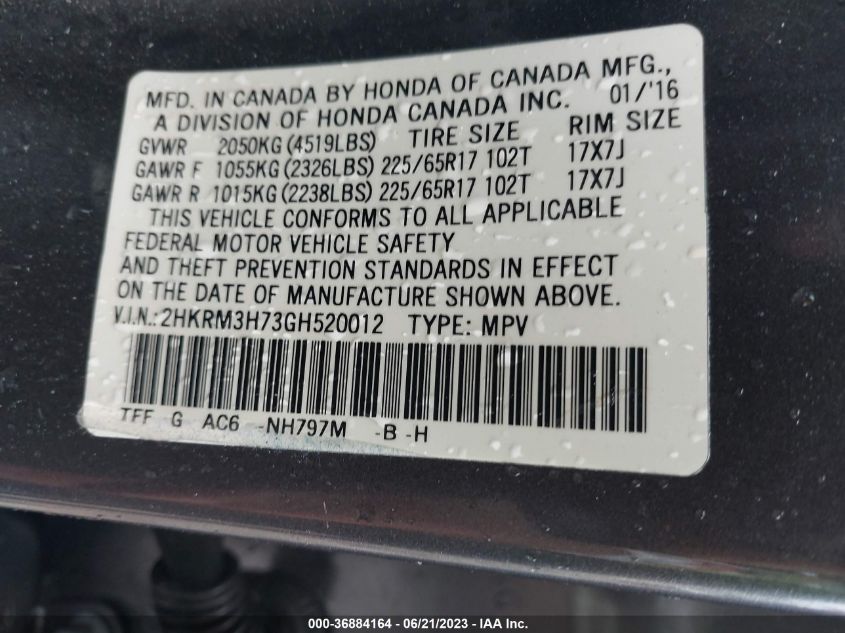 MFD. IN CANADA BY HONDA OF CANADA MFG.,
A DIVISION OF HONDA CANADA INC. 01/'16
GVWR 2050KG (4519LBS) TIRE SIZE RIM SIZE
GAWR F 1055KG (2326LBS) 225/65R17 102T 17X7J
GAWR R 1015KG (2238LBS) 225/65R17 102T 17X7J
THIS VEHICLE CONFORMS TO ALL APPLICABLE
FEDERAL MOTOR VEHICLE SAFETY
AND THEFT PREVENTION STANDARDS IN EFFECT
ON THE DATE OF MANUFACTURE SHOWN ABOVE.
V.I.N.:2HKRM3H73GH520012 TYPE: MPV
TFF G AC6 -NH797M -B -H
000-36884164 - 06/21/2023 - IAA Inc.